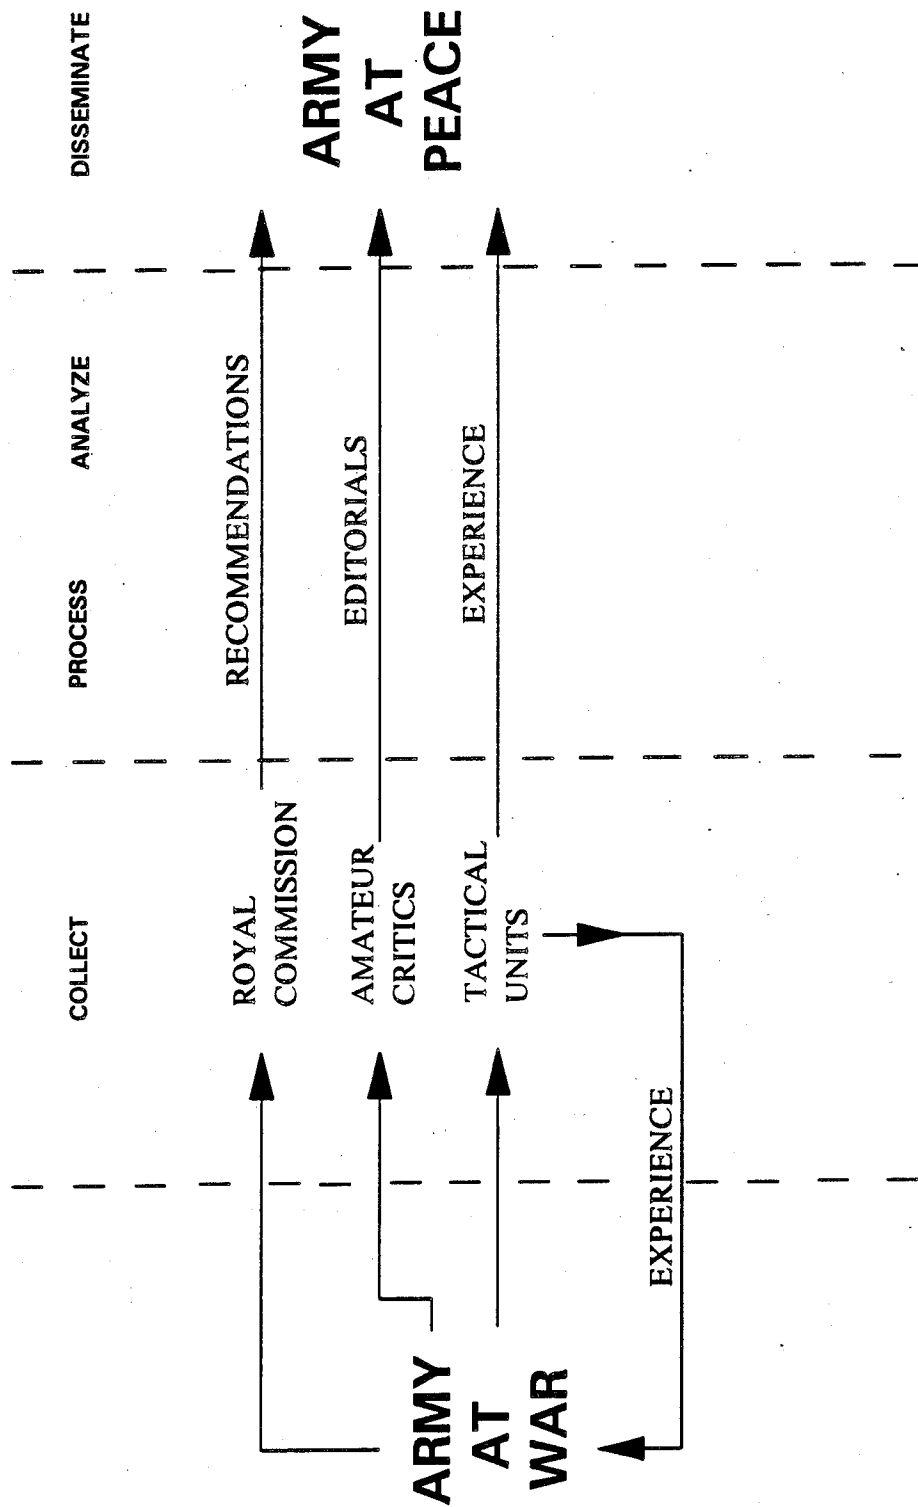 COLLECT
PROCESS
ANALYZE
DISSEMINATE
ARMY
AT
WAR
ROYAL
COMMISSION
AMATEUR
CRITICS
TACTICAL
UNITS
RECOMMENDATIONS
EDITORIALS
EXPERIENCE
ARMY
AT
PEACE
EXPERIENCE